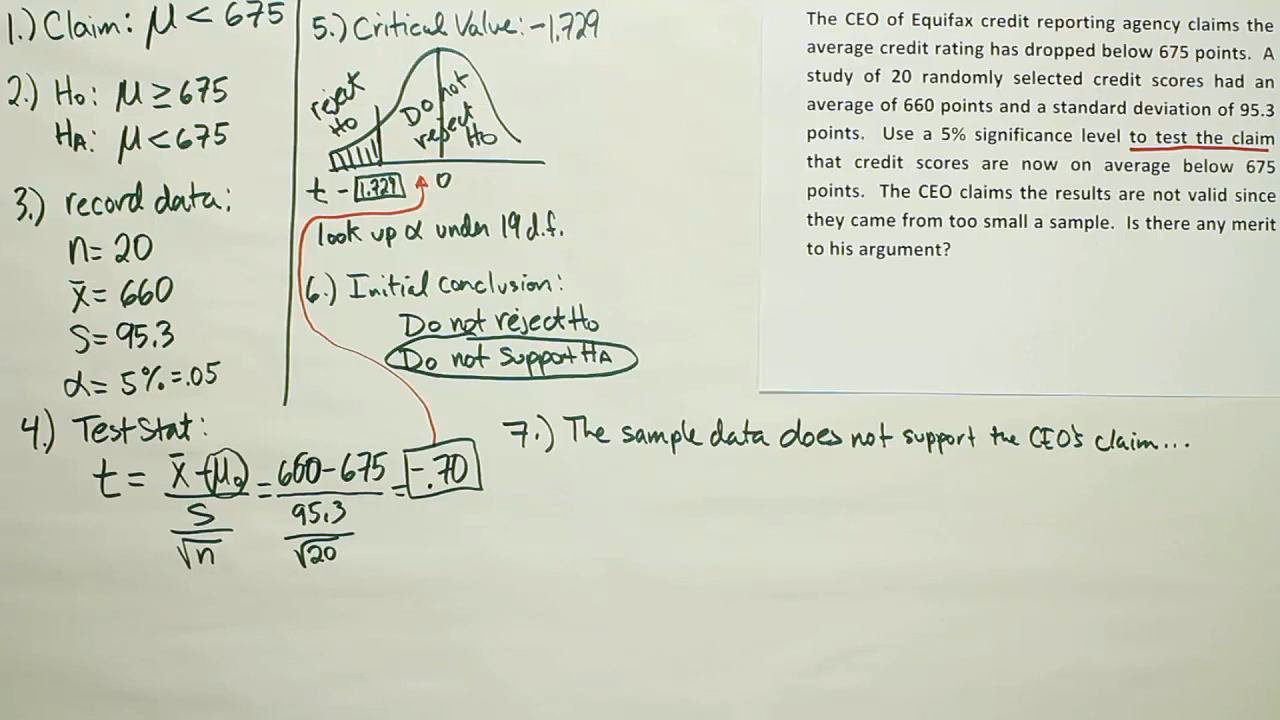 1.) Claim: μ < 675
2.) Ho: μ ≥ 675
HA: μ < 675
3.) record data:
n = 20
x̄ = 660
S = 95.3
α = 5% = .05
4.) Test Stat:
t = x̄ - μ₀ = 660 - 675 = -.70
S 95.3
√n √20
5.) Critical Value: -1.729
reject Ho
Do not reject Ho
t -1.729 0
look up α under 19 d.f.
6.) Initial conclusion:
Do not reject Ho
Do not support HA
7.) The sample data does not support the CEO's claim...
The CEO of Equifax credit reporting agency claims the
average credit rating has dropped below 675 points. A
study of 20 randomly selected credit scores had an
average of 660 points and a standard deviation of 95.3
points. Use a 5% significance level to test the claim
that credit scores are now on average below 675
points. The CEO claims the results are not valid since
they came from too small a sample. Is there any merit
to his argument?